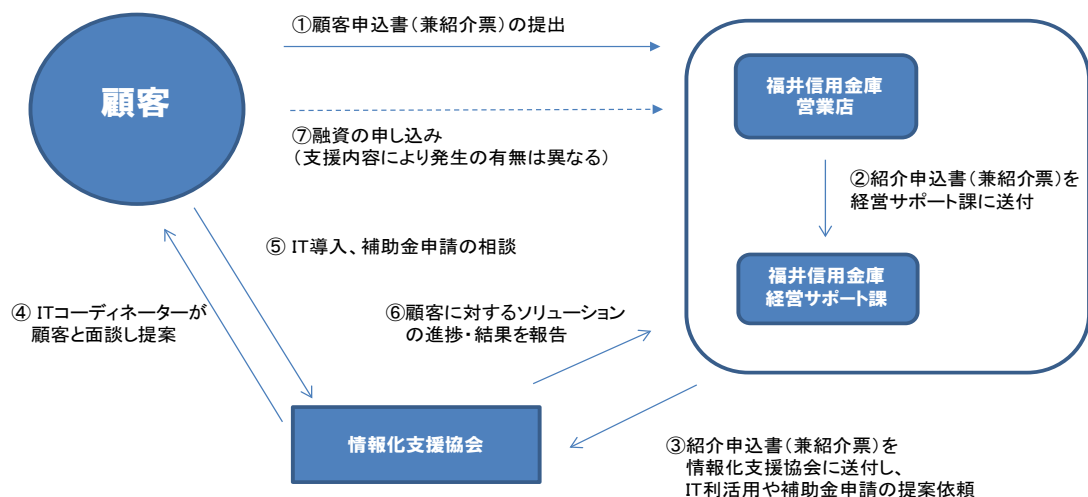 ①顧客申込書(兼紹介票)の提出
顧客
福井信用金庫
営業店
⑦融資の申し込み
(支援内容により発生の有無は異なる)
②紹介申込書(兼紹介票)を
経営サポート課に送付
⑤ IT導入、補助金申請の相談
福井信用金庫
経営サポート課
④ ITコーディネーターが
顧客と面談し提案
⑥顧客に対するソリューション
の進捗・結果を報告
情報化支援協会
③紹介申込書(兼紹介票)を
情報化支援協会に送付し、
IT利活用や補助金申請の提案依頼